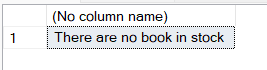 (No column name)
1 There are no book in stock